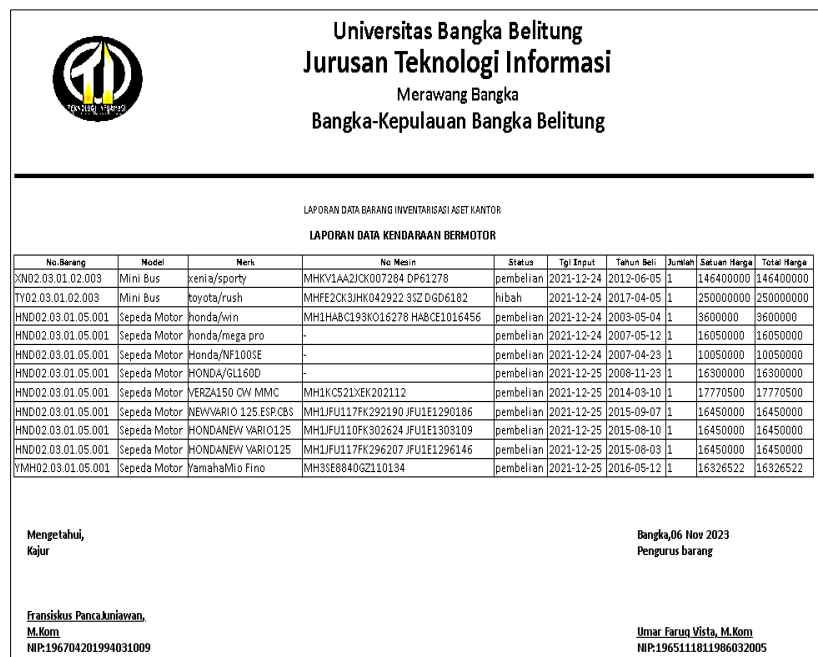 Universitas Bangka Belitung
Jurusan Teknologi Informasi
Merawang Bangka
Bangka-Kepulauan Bangka Belitung
TEKNOLOGI INFORMASI
LAPORAN DATA BARANG INVENTARISASI ASET KANTOR
LAPORAN DATA KENDARAAN BERMOTOR
No.Barang Model Merk No Mesin Status Tgl Input Tahun Beli Jumlah Satuan Harga Total Harga
XN02.03.01.02.003 Mini Bus xenia/sporty MHKV1AA2JCK007284 DP61278 pembelian 2021-12-24 2012-06-05 1 146400000 146400000
TY02.03.01.02.003 Mini Bus toyota/rush MHFE2CK3JHK042922 3SZ DGD6182 hibah 2021-12-24 2017-04-05 1 250000000 250000000
HND02.03.01.05.001 Sepeda Motor honda/win MH1HABC193KO16278 HABCE1016456 pembelian 2021-12-24 2003-05-04 1 3600000 3600000
HND02.03.01.05.001 Sepeda Motor honda/mega pro - pembelian 2021-12-24 2007-05-12 1 16050000 16050000
HND02.03.01.05.001 Sepeda Motor Honda/NF100SE - pembelian 2021-12-24 2007-04-23 1 10050000 10050000
HND02.03.01.05.001 Sepeda Motor HONDA/GL160D - pembelian 2021-12-25 2008-11-23 1 16300000 16300000
HND02.03.01.05.001 Sepeda Motor VERZA150 CW MMC MH1KC521XEK202112 pembelian 2021-12-25 2014-03-10 1 17770500 17770500
HND02.03.01.05.001 Sepeda Motor NEWVARIO 125.ESP.CBS MH1JFU117FK292190 JFU1E1290186 pembelian 2021-12-25 2015-09-07 1 16450000 16450000
HND02.03.01.05.001 Sepeda Motor HONDANEW VARIO125 MH1JFU110FK302624 JFU1E1303109 pembelian 2021-12-25 2015-08-10 1 16450000 16450000
HND02.03.01.05.001 Sepeda Motor HONDANEW VARIO125 MH1JFU117FK296207 JFU1E1296146 pembelian 2021-12-25 2015-08-03 1 16450000 16450000
YMH02.03.01.05.001 Sepeda Motor YamahaMio Fino MH3SE8840GZ110134 pembelian 2021-12-25 2016-05-12 1 16326522 16326522
Mengetahui,
Kajur
Bangka,06 Nov 2023
Pengurus barang
Fransiskus PancaJuniawan,
M.Kom
NIP:196704201994031009
Umar Faruq Vista, M.Kom
NIP:1965111811986032005